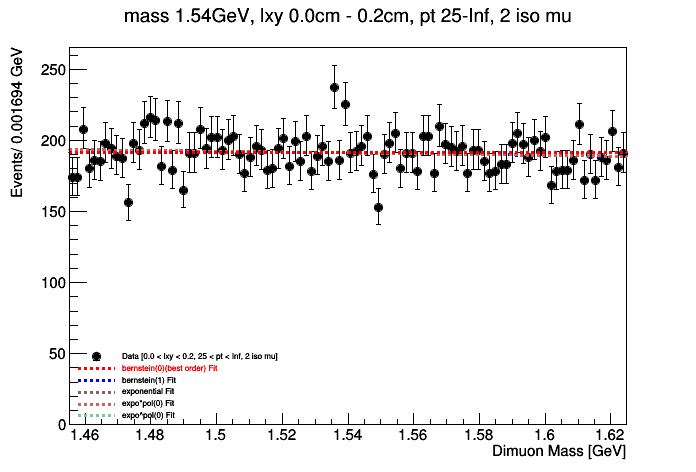 mass 1.54GeV, lxy 0.0cm - 0.2cm, pt 25-Inf, 2 iso mu
Events/ 0.001694 GeV
250
200
150
100
50
0
Data [0.0 < lxy < 0.2, 25 < pt < Inf, 2 iso mu]
bernstein(0)(best order) Fit
bernstein(1) Fit
exponential Fit
expo*pol(0) Fit
expo^pol(0) Fit
1.46 1.48 1.5 1.52 1.54 1.56 1.58 1.6 1.62
Dimuon Mass [GeV]